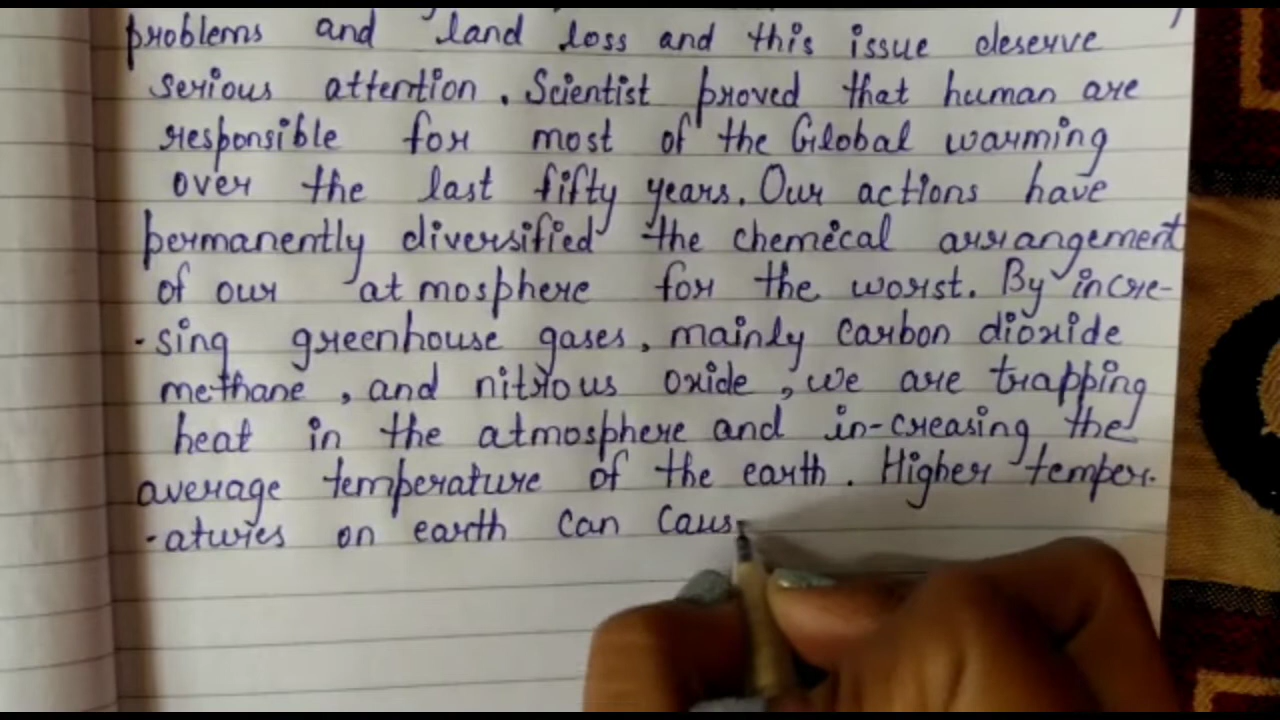 problems and land loss and this issue deserve
serious attention. Scientist proved that human are
responsible for most of the Global warming
over the last fifty years. Our actions have
permanently diversified the chemecal arrangement
of our atmosphere for the worst. By incre-
-sing greenhouse gases, mainly carbon dioxide
methane, and nitrous oxide, we are trapping
heat in the atmosphere and in-creasing the
average temperature of the earth. Higher temper-
-atures on earth can caus